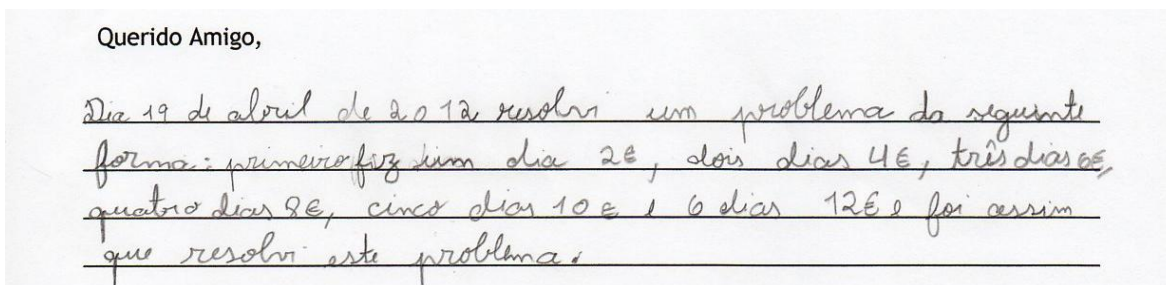 Querido Amigo,
Dia 19 de abril de 2012 resolvi um problema da seguinte
forma: primeiro fiz um dia 2€, dois dias 4€, três dias 6€,
quatro dias 8€, cinco dias 10€ e 6 dias 12€ e foi assim
que resolvi este problema.